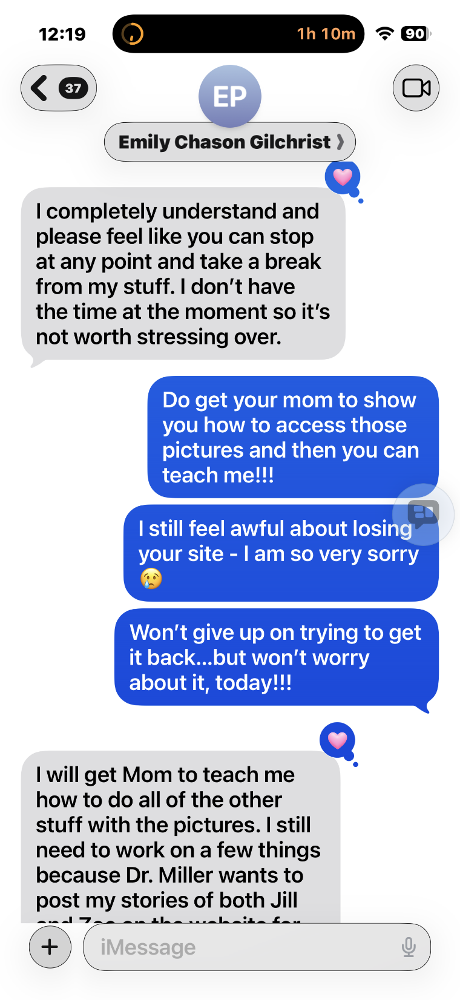 12:19
1h 10m
90
37
EP
Emily Chason Gilchrist
I completely understand and
please feel like you can stop
at any point and take a break
from my stuff. I don’t have
the time at the moment so it’s
not worth stressing over.
Do get your mom to show
you how to access those
pictures and then you can
teach me!!!
I still feel awful about losing
your site - I am so very sorry
😢
Won’t give up on trying to get
it back...but won’t worry
about it, today!!!
I will get Mom to teach me
how to do all of the other
stuff with the pictures. I still
need to work on a few things
because Dr. Miller wants to
post my stories of both Jill
and Zoe on the website for
iMessage